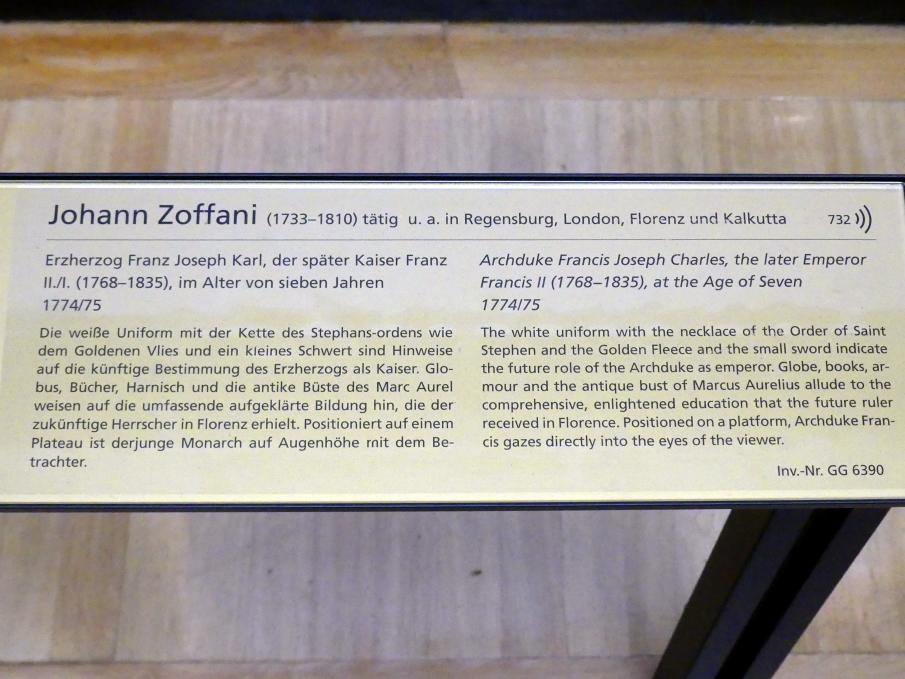 Johann Zoffani (1733–1810) tätig u. a. in Regensburg, London, Florenz und Kalkutta 732
Erzherzog Franz Joseph Karl, der später Kaiser Franz
II./I. (1768–1835), im Alter von sieben Jahren
1774/75
Die weiße Uniform mit der Kette des Stephans-ordens wie
dem Goldenen Vlies und ein kleines Schwert sind Hinweise
auf die künftige Bestimmung des Erzherzogs als Kaiser. Glo-
bus, Bücher, Harnisch und die antike Büste des Marc Aurel
weisen auf die umfassende aufgeklärte Bildung hin, die der
zukünftige Herrscher in Florenz erhielt. Positioniert auf einem
Plateau ist derjunge Monarch auf Augenhöhe mit dem Be-
trachter.
Archduke Francis Joseph Charles, the later Emperor
Francis II (1768–1835), at the Age of Seven
1774/75
The white uniform with the necklace of the Order of Saint
Stephen and the Golden Fleece and the small sword indicate
the future role of the Archduke as emperor. Globe, books, ar-
mour and the antique bust of Marcus Aurelius allude to the
comprehensive, enlightened education that the future ruler
received in Florence. Positioned on a platform, Archduke Fran-
cis gazes directly into the eyes of the viewer.
Inv.-Nr. GG 6390